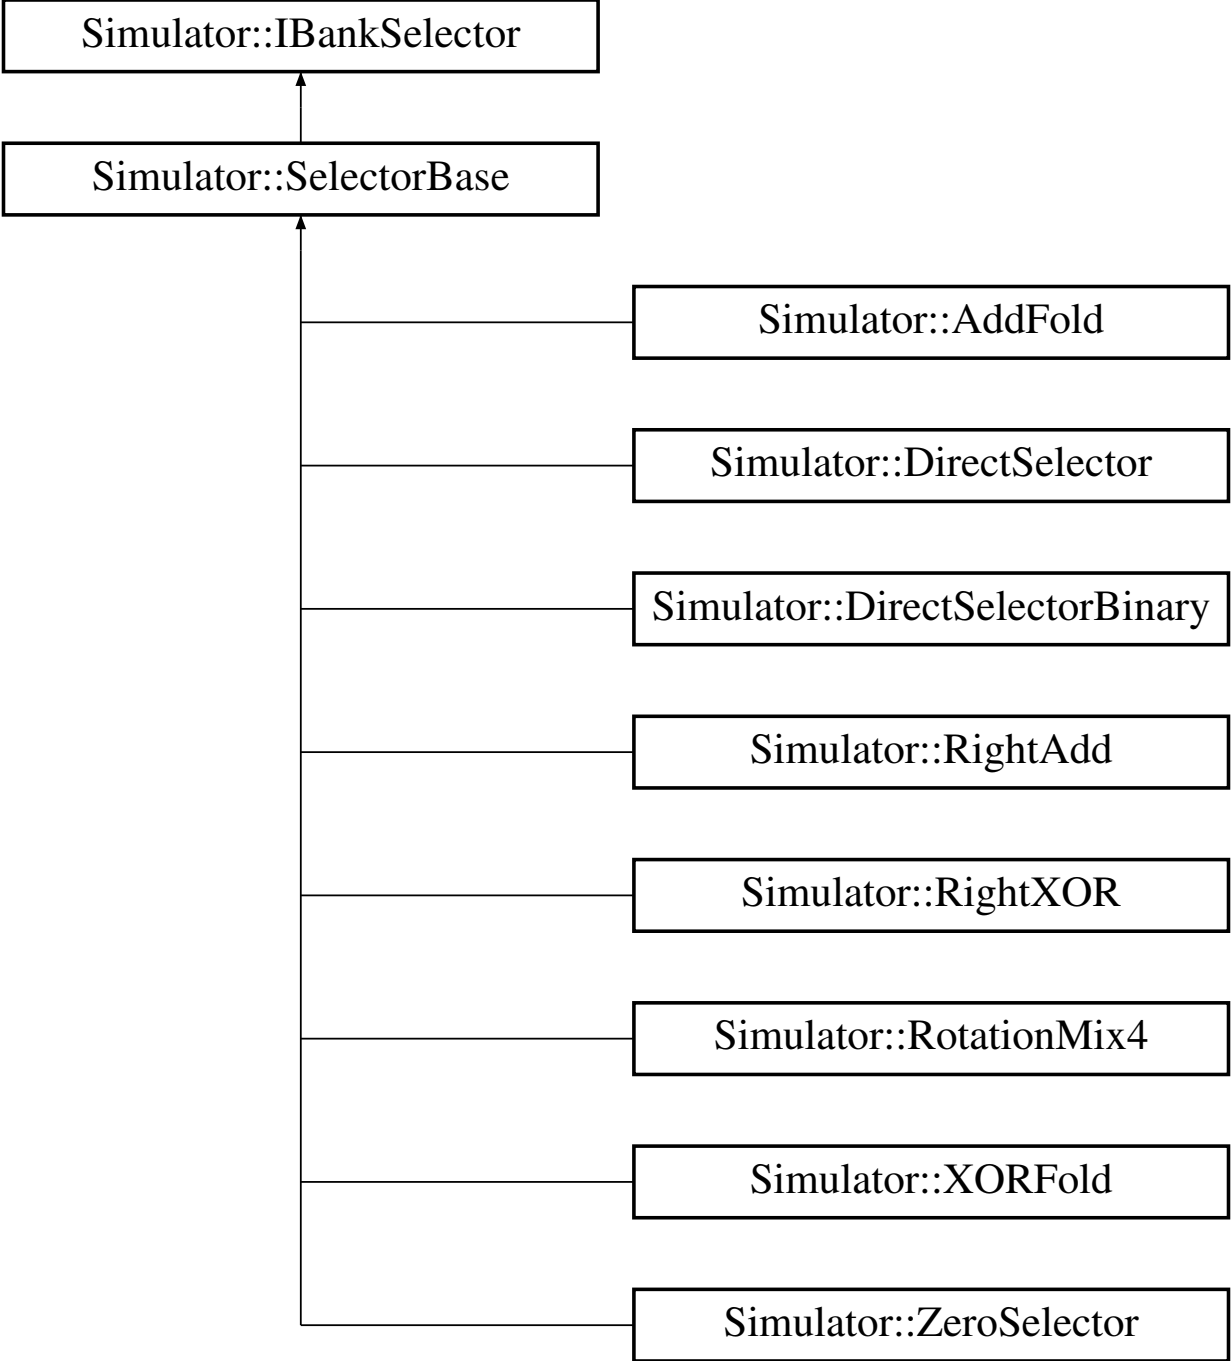 Simulator::IBankSelector
Simulator::SelectorBase
Simulator::AddFold
Simulator::DirectSelector
Simulator::DirectSelectorBinary
Simulator::RightAdd
Simulator::RightXOR
Simulator::RotationMix4
Simulator::XORFold
Simulator::ZeroSelector